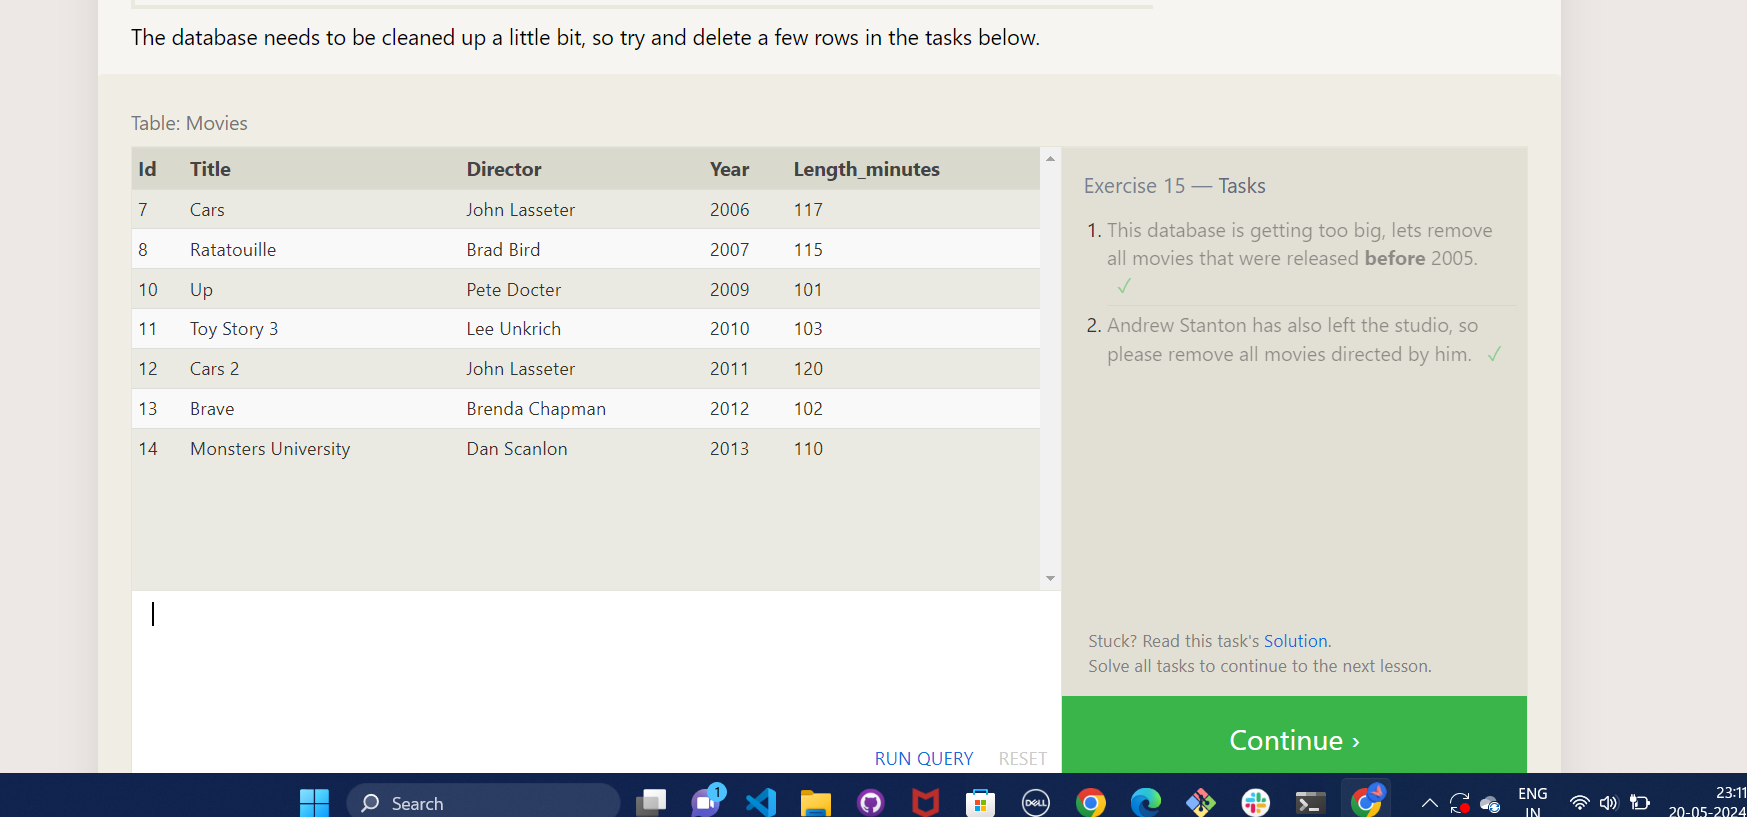 The database needs to be cleaned up a little bit, so try and delete a few rows in the tasks below.
Table: Movies
Id Title Director Year Length_minutes
7 Cars John Lasseter 2006 117
8 Ratatouille Brad Bird 2007 115
10 Up Pete Docter 2009 101
11 Toy Story 3 Lee Unkrich 2010 103
12 Cars 2 John Lasseter 2011 120
13 Brave Brenda Chapman 2012 102
14 Monsters University Dan Scanlon 2013 110
RUN QUERY RESET
Exercise 15 — Tasks
1. This database is getting too big, lets remove
all movies that were released before 2005.
✓
2. Andrew Stanton has also left the studio, so
please remove all movies directed by him. ✓
Stuck? Read this task's Solution.
Solve all tasks to continue to the next lesson.
Continue ›
Search
1
DELL
ENG
IN
23:11
20-05-2024